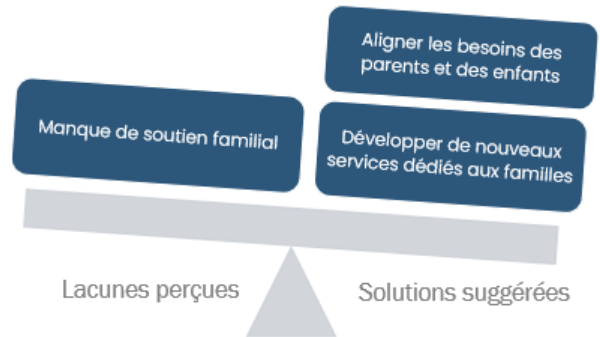 Aligner les besoins des
parents et des enfants
Manque de soutien familial
Développer de nouveaux
services dédiés aux familles
Lacunes perçues
Solutions suggérées